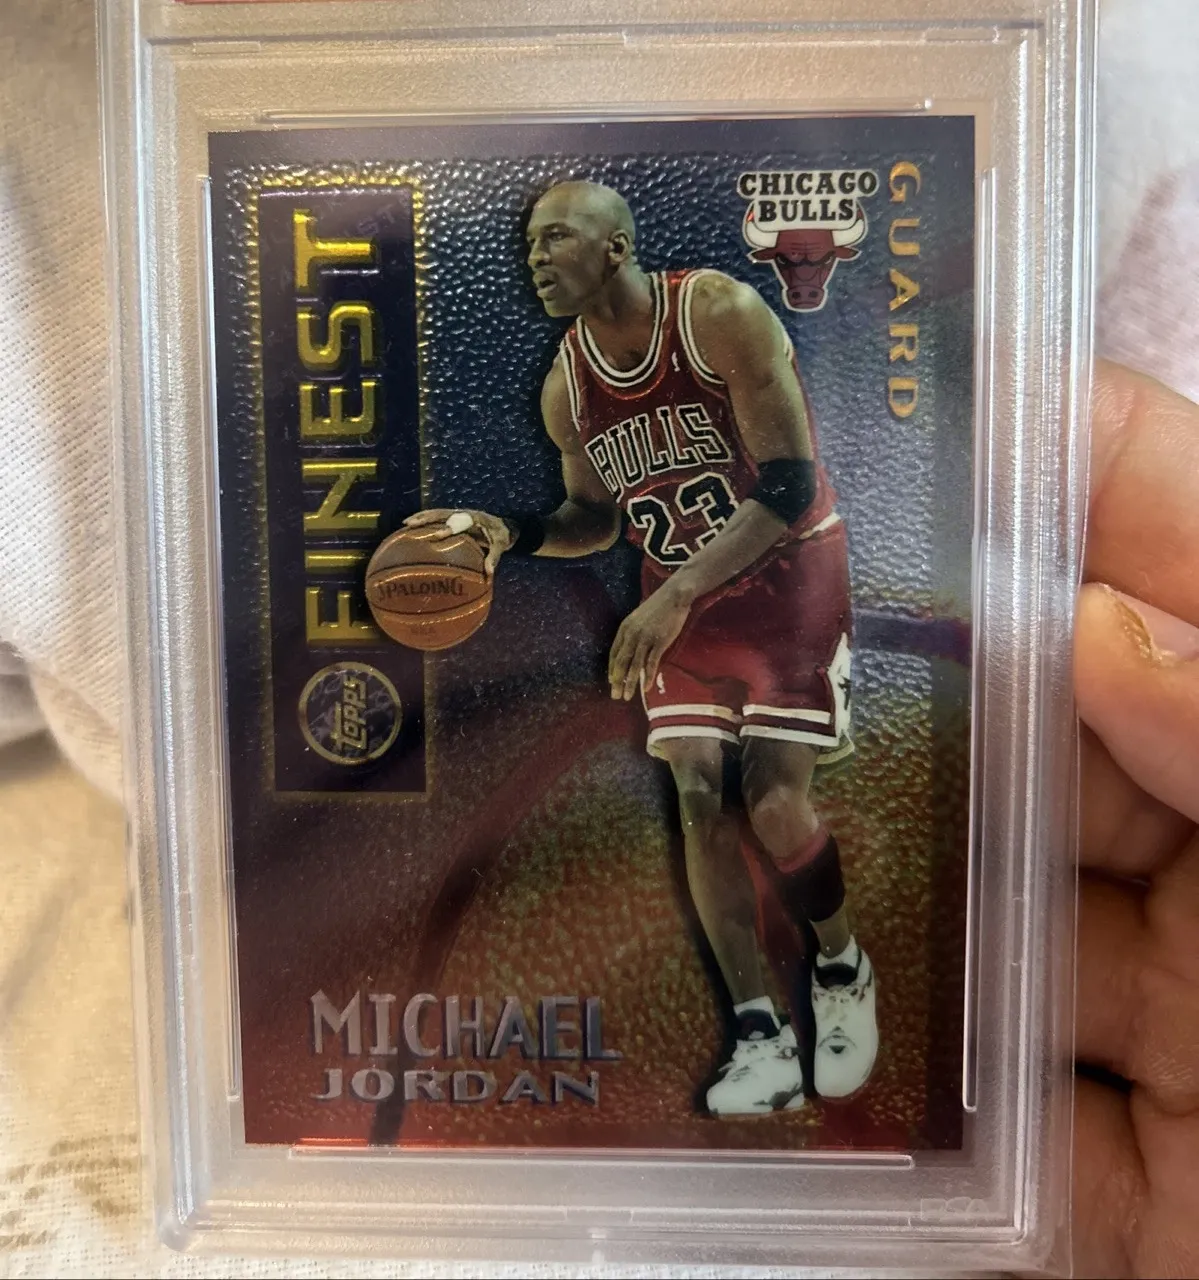 CHICAGO
BULLS
GUARD
FINEST
Topps
BULLS
23
SPALDING
MICHAEL
JORDAN